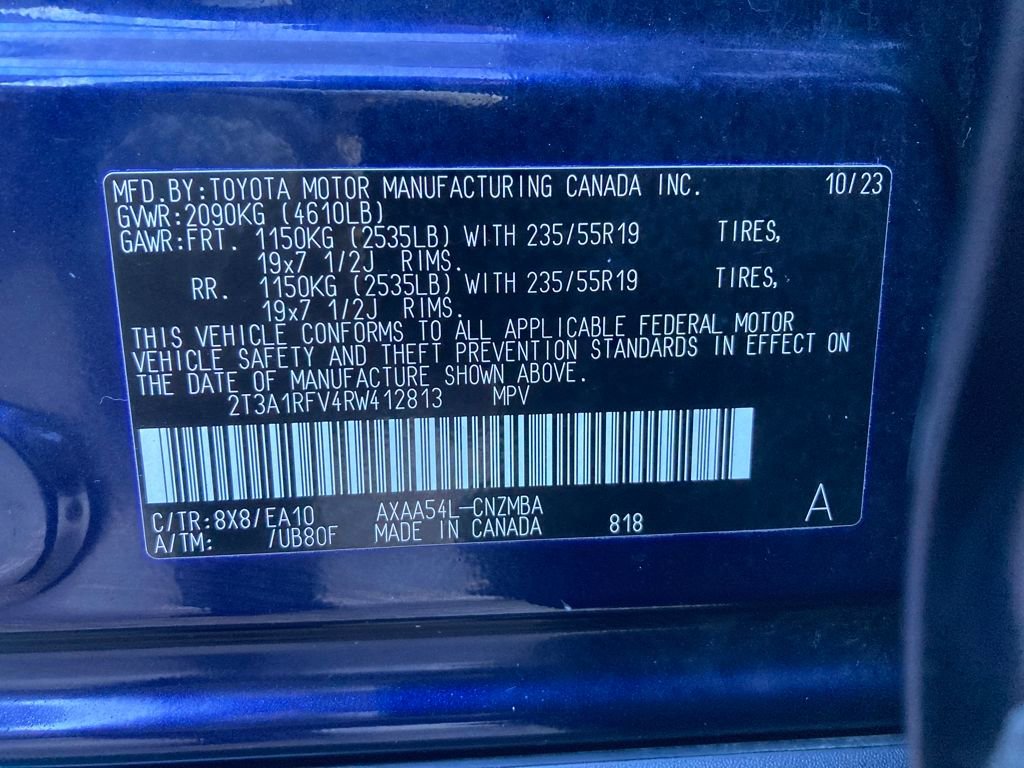 MFD.BY:TOYOTA MOTOR MANUFACTURING CANADA INC. 10/23
GVWR:2090KG (4610LB)
GAWR:FRT. 1150KG (2535LB) WITH 235/55R19 TIRES,
19x7 1/2J RIMS.
RR. 1150KG (2535LB) WITH 235/55R19 TIRES,
19x7 1/2J RIMS.
THIS VEHICLE CONFORMS TO ALL APPLICABLE FEDERAL MOTOR
VEHICLE SAFETY AND THEFT PREVENTION STANDARDS IN EFFECT ON
THE DATE OF MANUFACTURE SHOWN ABOVE.
2T3A1RFV4RW412813 MPV
C/TR:8X8/EA10 AXAA54L-CNZMBA
A/TM: /UB80F MADE IN CANADA 818 A